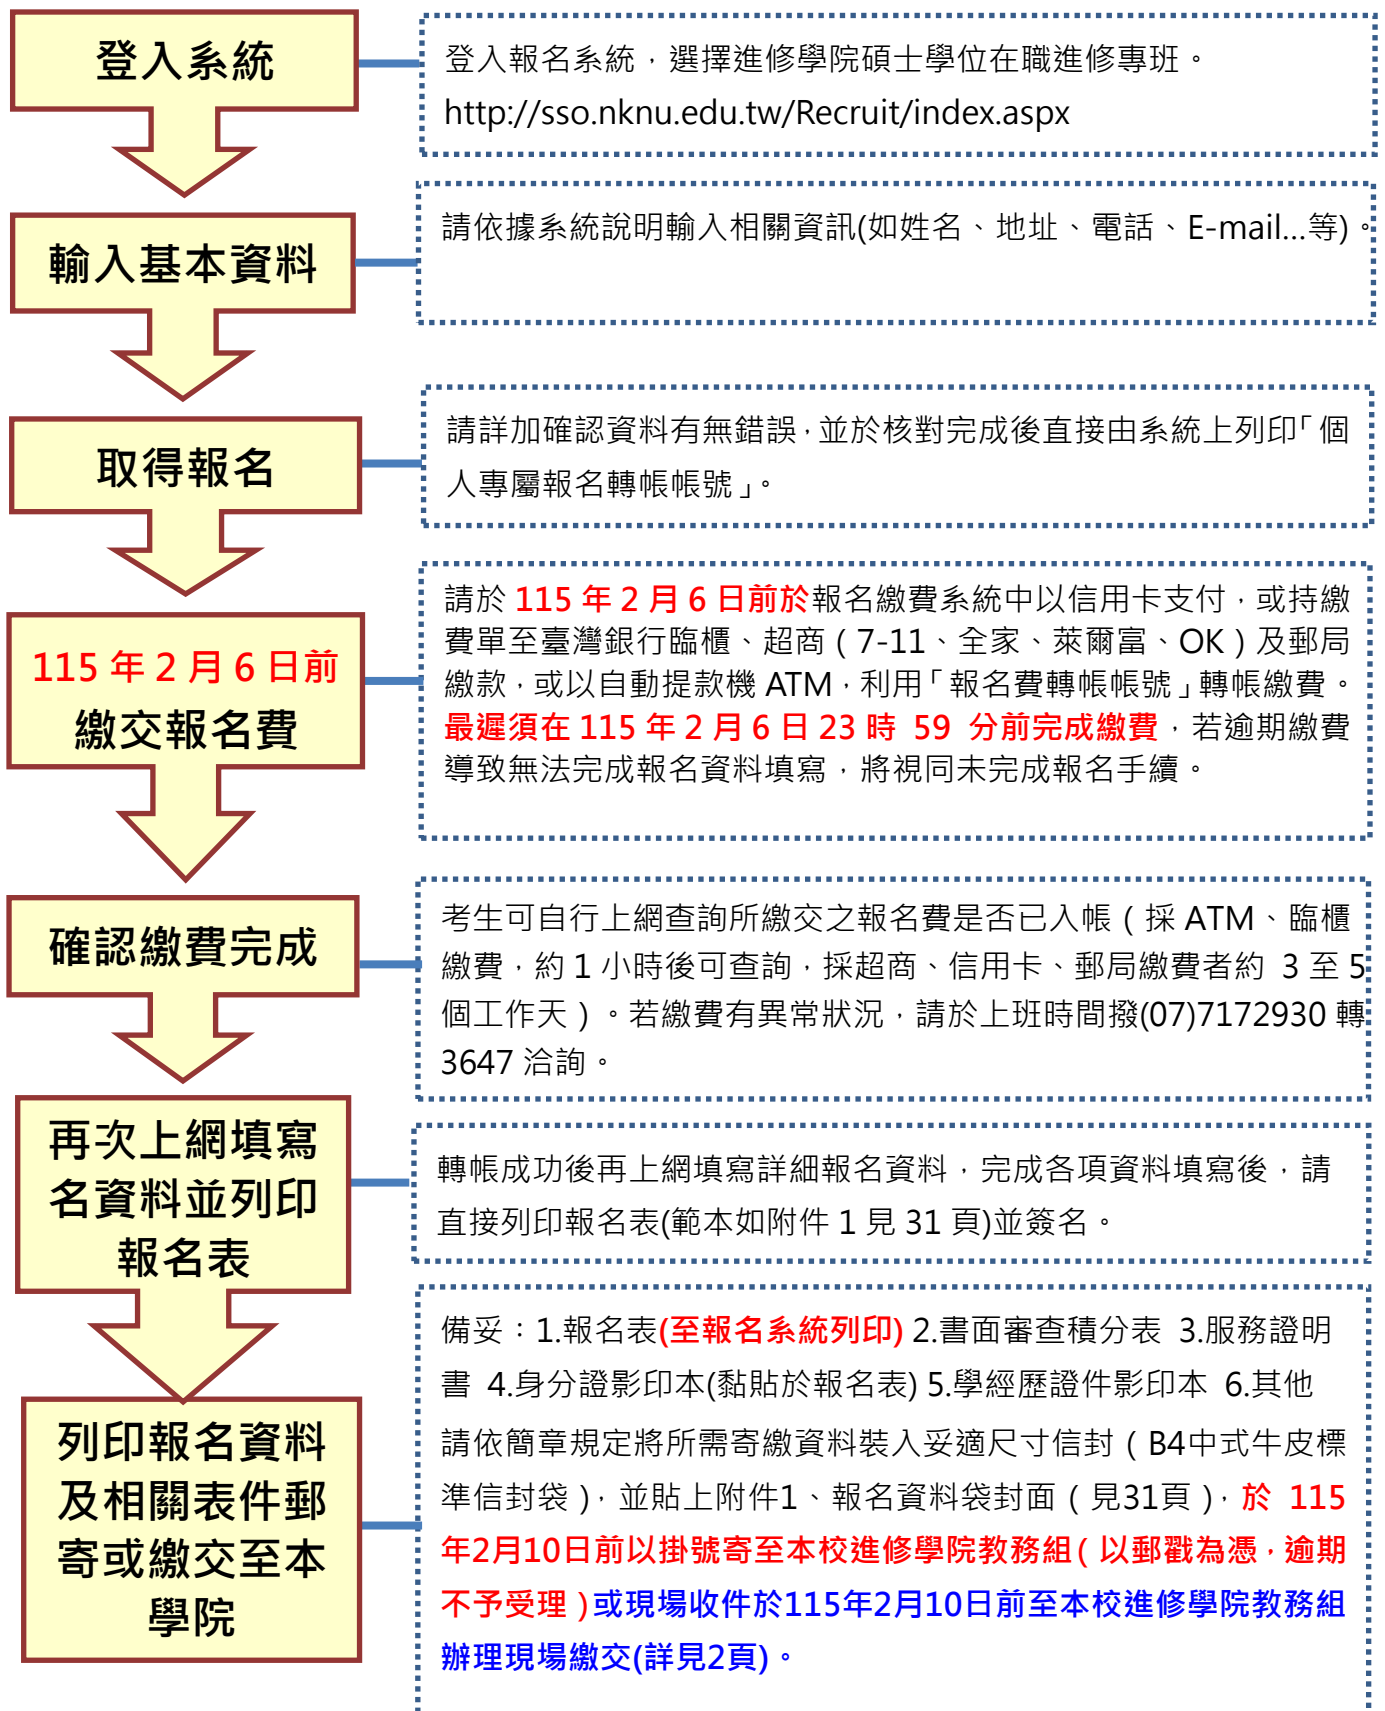 登入系統
登入報名系統，選擇進修學院碩士學位在職進修專班。
http://sso.nknu.edu.tw/Recruit/index.aspx
輸入基本資料
請依據系統說明輸入相關資訊(如姓名、地址、電話、E-mail...等)。
取得報名
請詳加確認資料有無錯誤，並於核對完成後直接由系統上列印「個
人專屬報名轉帳帳號」。
115 年 2 月 6 日前
繳交報名費
請於 115 年 2 月 6 日前於報名繳費系統中以信用卡支付，或持繳
費單至臺灣銀行臨櫃、超商（7-11、全家、萊爾富、OK）及郵局
繳款，或以自動提款機 ATM，利用「報名費轉帳帳號」轉帳繳費。
最遲須在 115 年 2 月 6 日 23 時 59 分前完成繳費，若逾期繳費
導致無法完成報名資料填寫，將視同未完成報名手續。
確認繳費完成
考生可自行上網查詢所繳交之報名費是否已入帳（採 ATM、臨櫃
繳費，約 1 小時後可查詢，採超商、信用卡、郵局繳費者約 3 至 5
個工作天）。若繳費有異常狀況，請於上班時間撥(07)7172930 轉
3647 洽詢。
再次上網填寫
名資料並列印
報名表
轉帳成功後再上網填寫詳細報名資料，完成各項資料填寫後，請
直接列印報名表(範本如附件 1 見 31 頁)並簽名。
列印報名資料
及相關表件郵
寄或繳交至本
學院
備妥：1.報名表(至報名系統列印) 2.書面審查積分表 3.服務證明
書 4.身分證影印本(黏貼於報名表) 5.學經歷證件影印本 6.其他
請依簡章規定將所需寄繳資料裝入妥適尺寸信封（B4中式牛皮標
準信封袋），並貼上附件1、報名資料袋封面（見31頁），於 115
年2月10日前以掛號寄至本校進修學院教務組（以郵戳為憑，逾期
不予受理）或現場收件於115年2月10日前至本校進修學院教務組
辦理現場繳交(詳見2頁)。